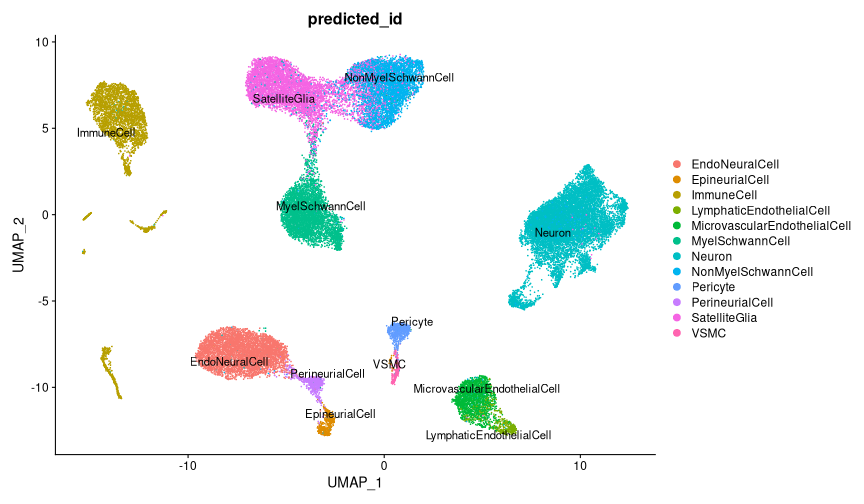 predicted_id
10
5
0
-5
-10
UMAP_2
NonMyelSchwannCell
SatelliteGlia
ImmuneCell
MyelSchwannCell
Neuron
Pericyte
EndoNeuralCell
VSMC
PerineurialCell
MicrovascularEndothelialCell
EpineurialCell
LymphaticEndothelialCell
-10
0
10
UMAP_1
EndoNeuralCell
EpineurialCell
ImmuneCell
LymphaticEndothelialCell
MicrovascularEndothelialCell
MyelSchwannCell
Neuron
NonMyelSchwannCell
Pericyte
PerineurialCell
SatelliteGlia
VSMC